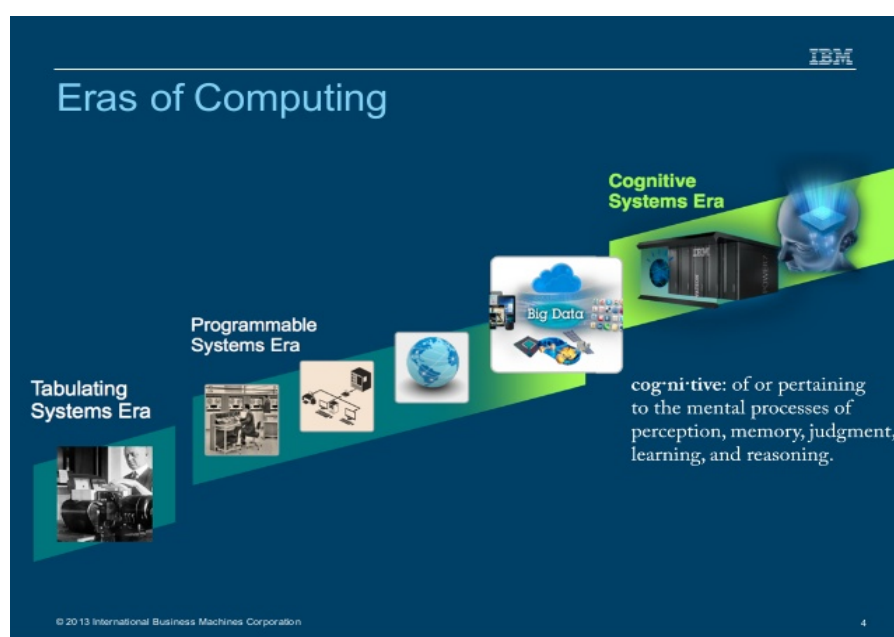 IBM
Eras of Computing
Cognitive
Systems Era
IBM
Big Data
Programmable
Systems Era
Tabulating
Systems Era
cog·ni·tive: of or pertaining
to the mental processes of
perception, memory, judgment,
learning, and reasoning.
© 2013 International Business Machines Corporation
4